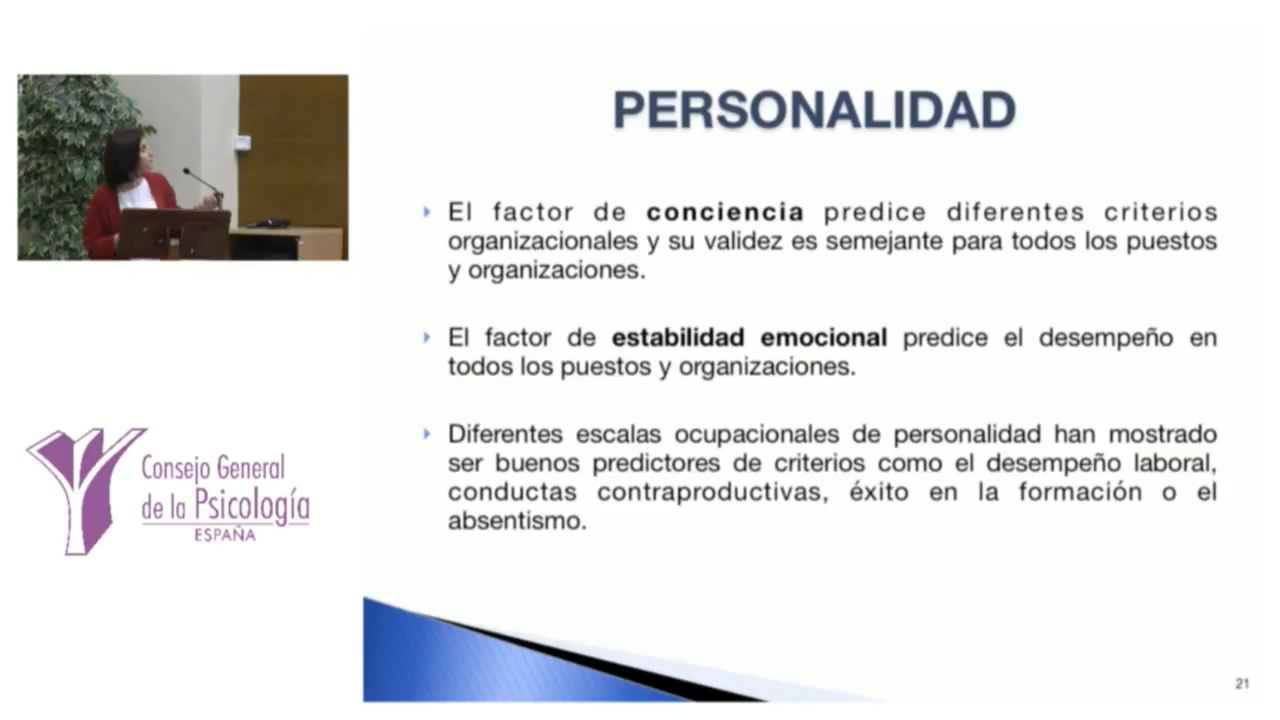 PERSONALIDAD
El factor de conciencia predice diferentes criterios
organizacionales y su validez es semejante para todos los puestos
y organizaciones.
El factor de estabilidad emocional predice el desempeño en
todos los puestos y organizaciones.
Diferentes escalas ocupacionales de personalidad han mostrado
ser buenos predictores de criterios como el desempeño laboral,
conductas contraproductivas, éxito en la formación o el
absentismo.
Consejo General
de la Psicología
ESPAÑA
21